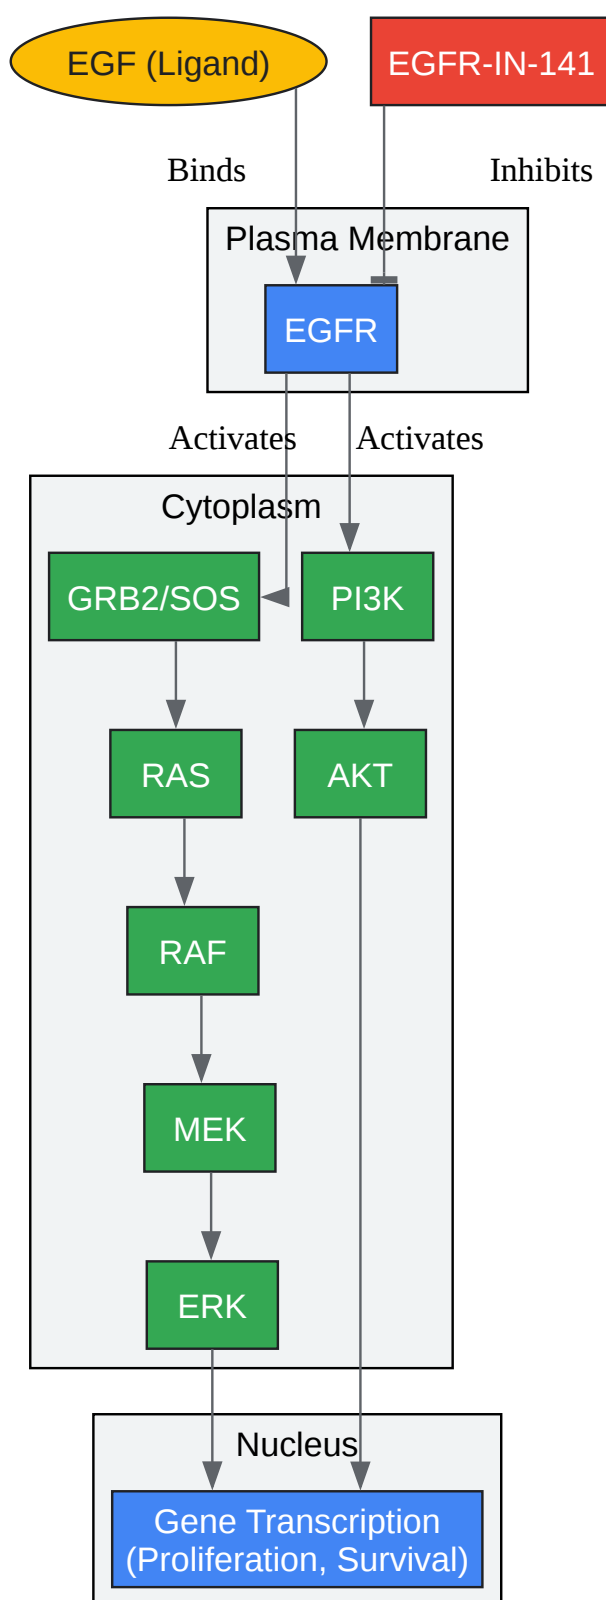 EGF (Ligand)
EGFR-IN-141
Binds
Inhibits
Plasma Membrane
EGFR
Activates
Activates
Cytoplasm
GRB2/SOS
PI3K
RAS
AKT
RAF
MEK
ERK
Nucleus
Gene Transcription
(Proliferation, Survival)